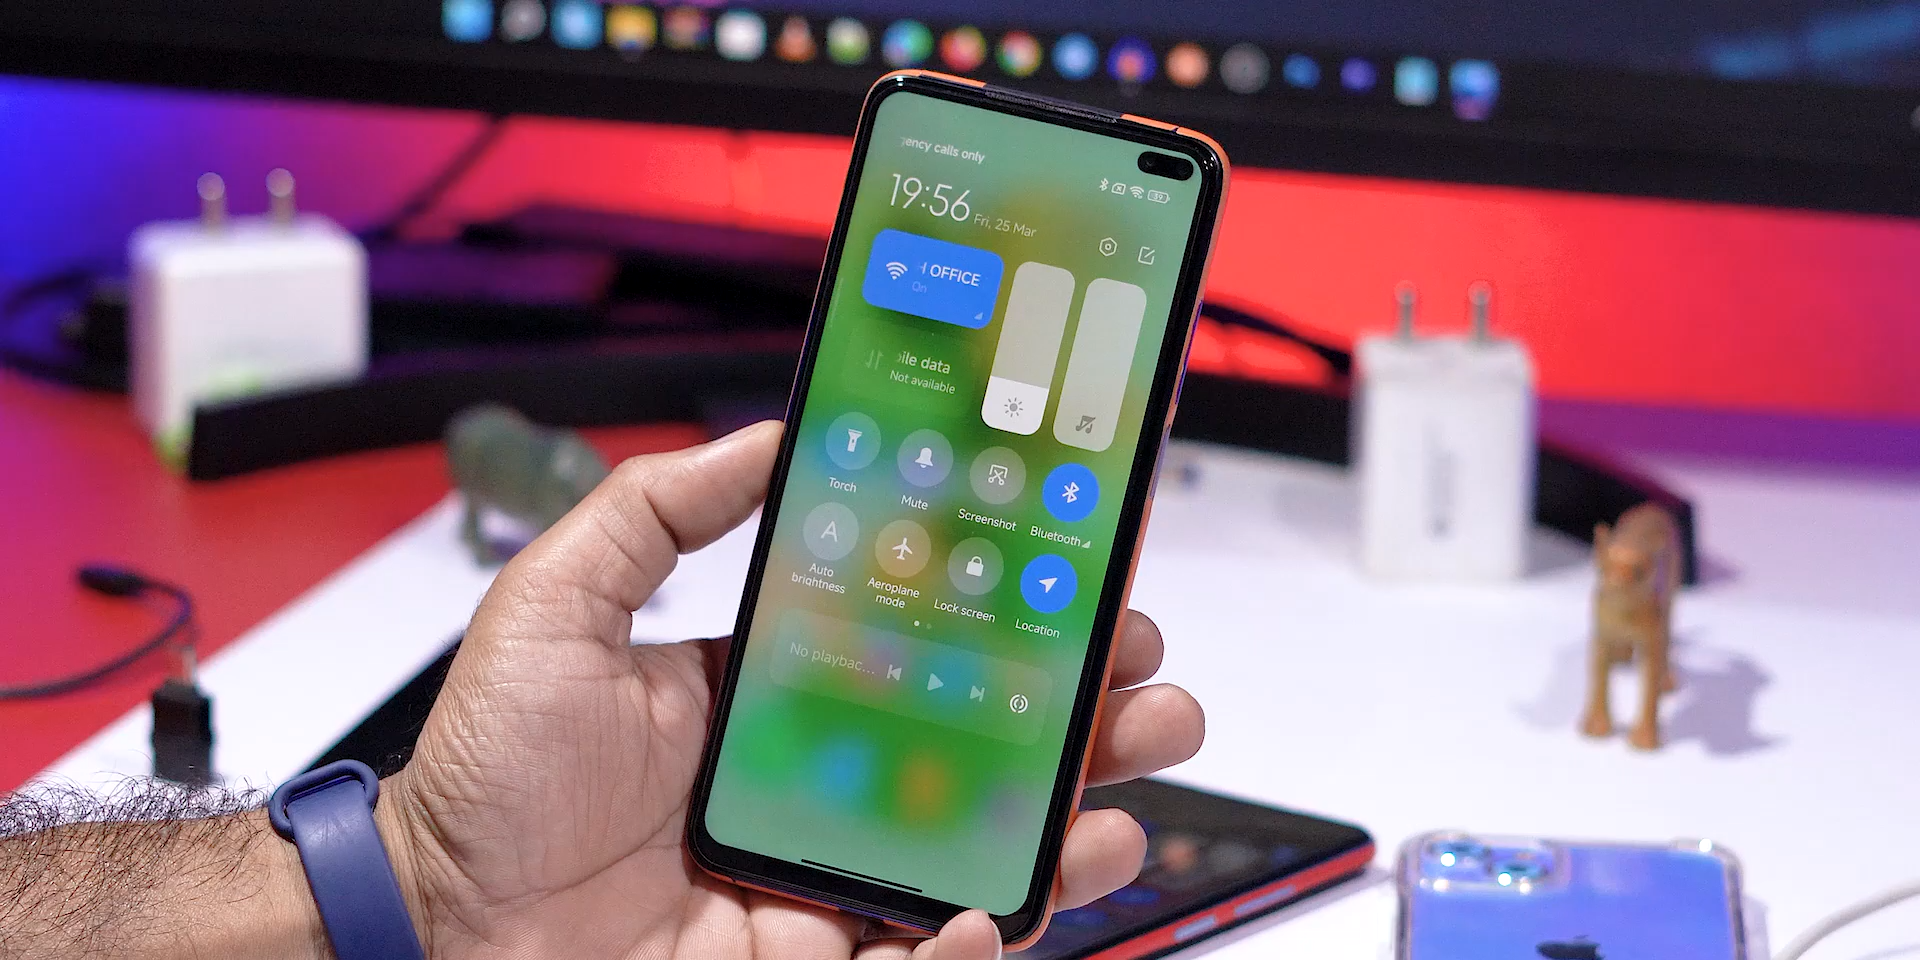 ency calls only
19:56 Fri, 25 Mar
39
OFFICE
On
ile data
Not available
Torch
Mute
Screenshot
Bluetooth
A
Auto brightness
Aeroplane mode
Lock screen
Location
No playbac...